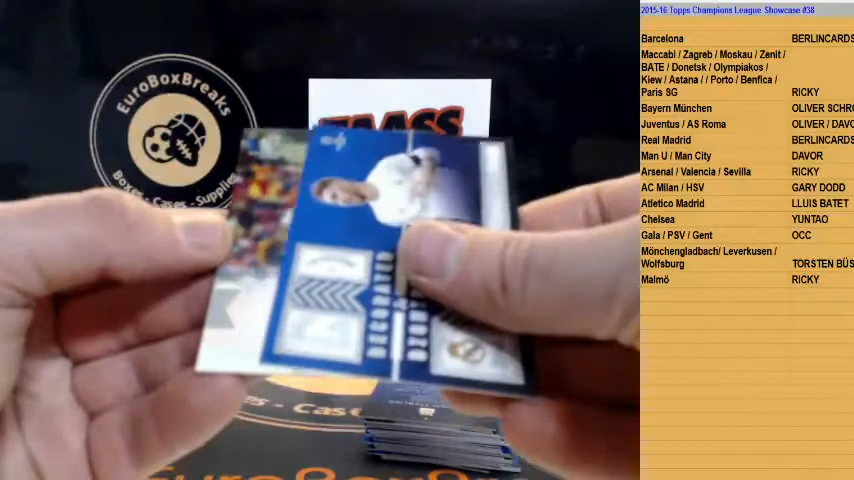 EuroBoxBreaks
Boxes - Cases - Supplies
DECORATED
2015-16 Topps Champions League Showcase #38
Barcelona BERLINCARDS
Maccabi / Zagreb / Moskau / Zenit /
BATE / Donetsk / Olympiakos /
Kiew / Astana / / Porto / Benfica /
Paris SG RICKY
Bayern München OLIVER SCHRO
Juventus / AS Roma OLIVER / DAVO
Real Madrid BERLINCARDS
Man U / Man City DAVOR
Arsenal / Valencia / Sevilla RICKY
AC Milan / HSV GARY DODD
Atletico Madrid LLUIS BATET
Chelsea YUNTAO
Gala / PSV / Gent OCC
Mönchengladbach/ Leverkusen /
Wolfsburg TORSTEN BÜS
Malmö RICKY